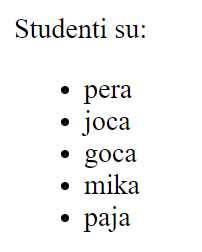 Studenti su:
• pera
• joca
• goca
• mika
• paja